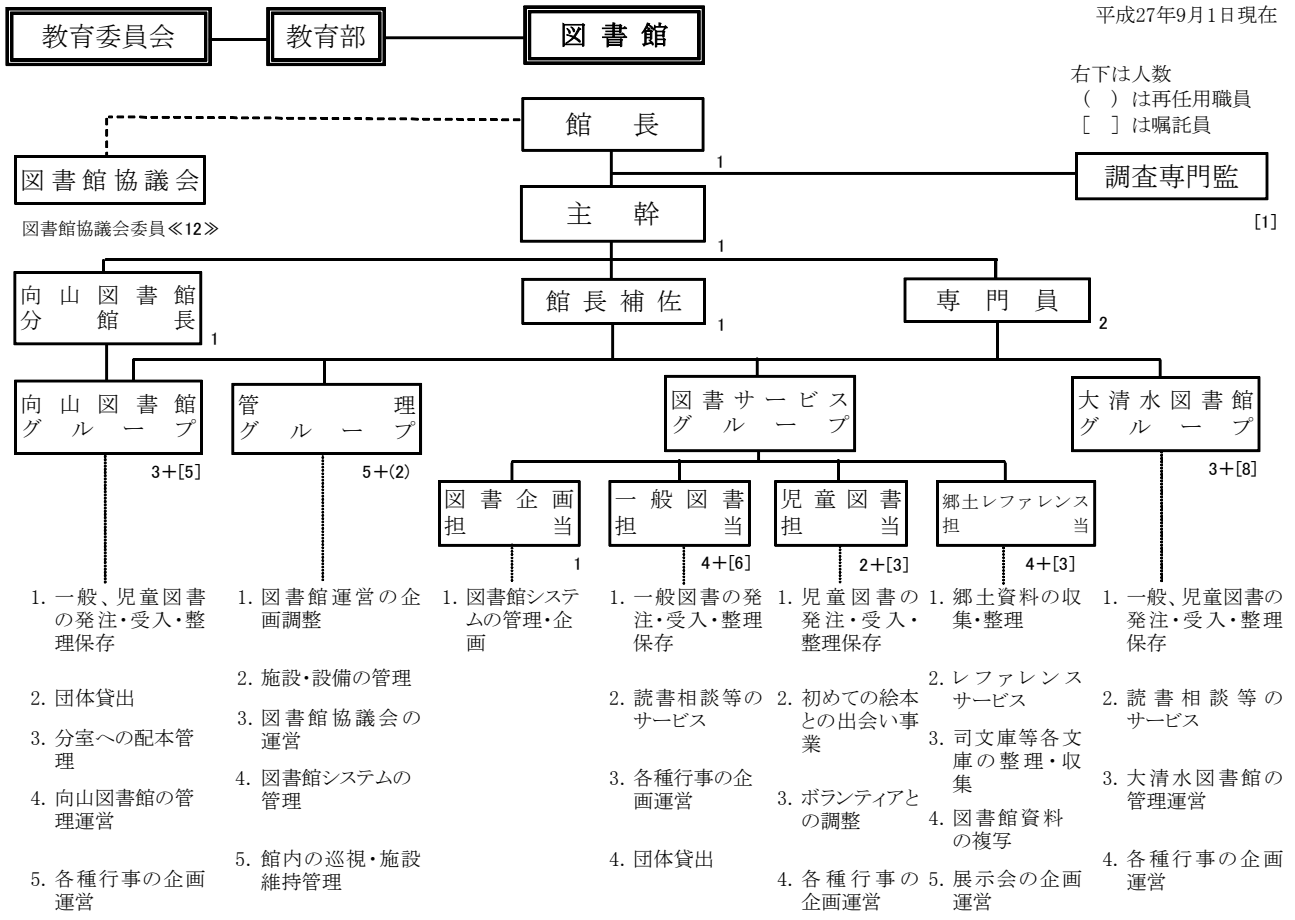 平成27年9月1日現在
教育委員会
教育部
図書館
右下は人数
( )は再任用職員
[ ]は嘱託員
館長
1
図書館協議会
調査専門監
図書館協議会委員≪12≫
[1]
主幹
1
向山図書館
分館長
1
館長補佐
1
専門員
2
向山図書館
グループ
3+[5]
管理
グループ
5+(2)
図書サービス
グループ
大清水図書館
グループ
3+[8]
図書企画
担当
1
一般図書
担当
4+[6]
児童図書
担当
2+[3]
郷土レファレンス
担当
4+[3]
1. 一般、児童図書
の発注・受入・整
理保存
2. 団体貸出
3. 分室への配本管
理
4. 向山図書館の管
理運営
5. 各種行事の企画
運営
1. 図書館運営の企
画調整
2. 施設・設備の管理
3. 図書館協議会の
運営
4. 図書館システムの
管理
5. 館内の巡視・施設
維持管理
1. 図書館システ
ムの管理・企
画
1. 一般図書の発
注・受入・整理
保存
2. 読書相談等の
サービス
3. 各種行事の企
画運営
4. 団体貸出
1. 児童図書の
発注・受入・
整理保存
2. 初めての絵本
との出会い事
業
3. ボランティアと
の調整
4. 各種行事の
企画運営
1. 郷土資料の収
集・整理
2. レファレンス
サービス
3. 司文庫等各文
庫の整理・収
集
4. 図書館資料
の複写
5. 展示会の企画
運営
1. 一般、児童図書の
発注・受入・整理
保存
2. 読書相談等の
サービス
3. 大清水図書館の
管理運営
4. 各種行事の企画
運営